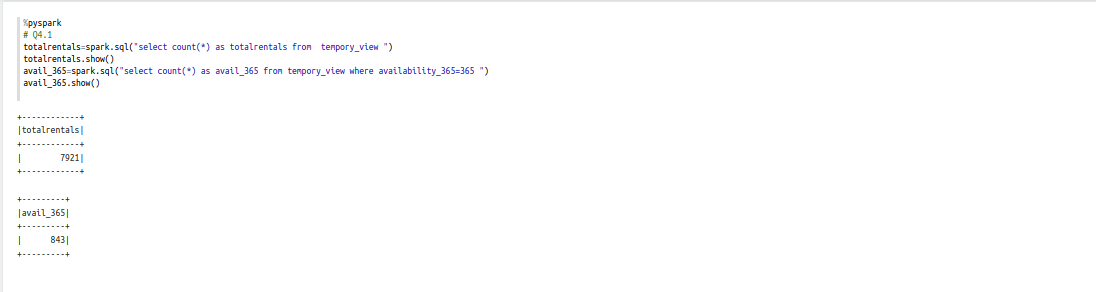 %pyspark
# Q4.1
totalrentals=spark.sql("select count(*) as totalrentals from  tempory_view ")
totalrentals.show()
avail_365=spark.sql("select count(*) as avail_365 from tempory_view where availability_365=365 ")
avail_365.show()
+------------+
|totalrentals|
+------------+
|        7921|
+------------+
+---------+
|avail_365|
+---------+
|      843|
+---------+